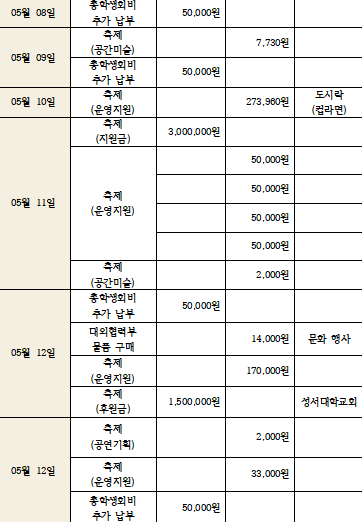 05월 08일
총학생회비
추가 납부
50,000원
05월 09일
축제
(공간미술)
7,730원
총학생회비
추가 납부
50,000원
05월 10일
축제
(운영지원)
273,960원
도시락
(컵라면)
05월 11일
축제
(지원금)
3,000,000원
축제
(운영지원)
50,000원
50,000원
50,000원
50,000원
축제
(공간미술)
2,000원
05월 12일
총학생회비
추가 납부
50,000원
대외협력부
물품 구매
14,000원
문화 행사
축제
(운영지원)
170,000원
축제
(후원금)
1,500,000원
성서대학교회
05월 12일
축제
(공연기획)
2,000원
축제
(운영지원)
33,000원
총학생회비
추가 납부
50,000원